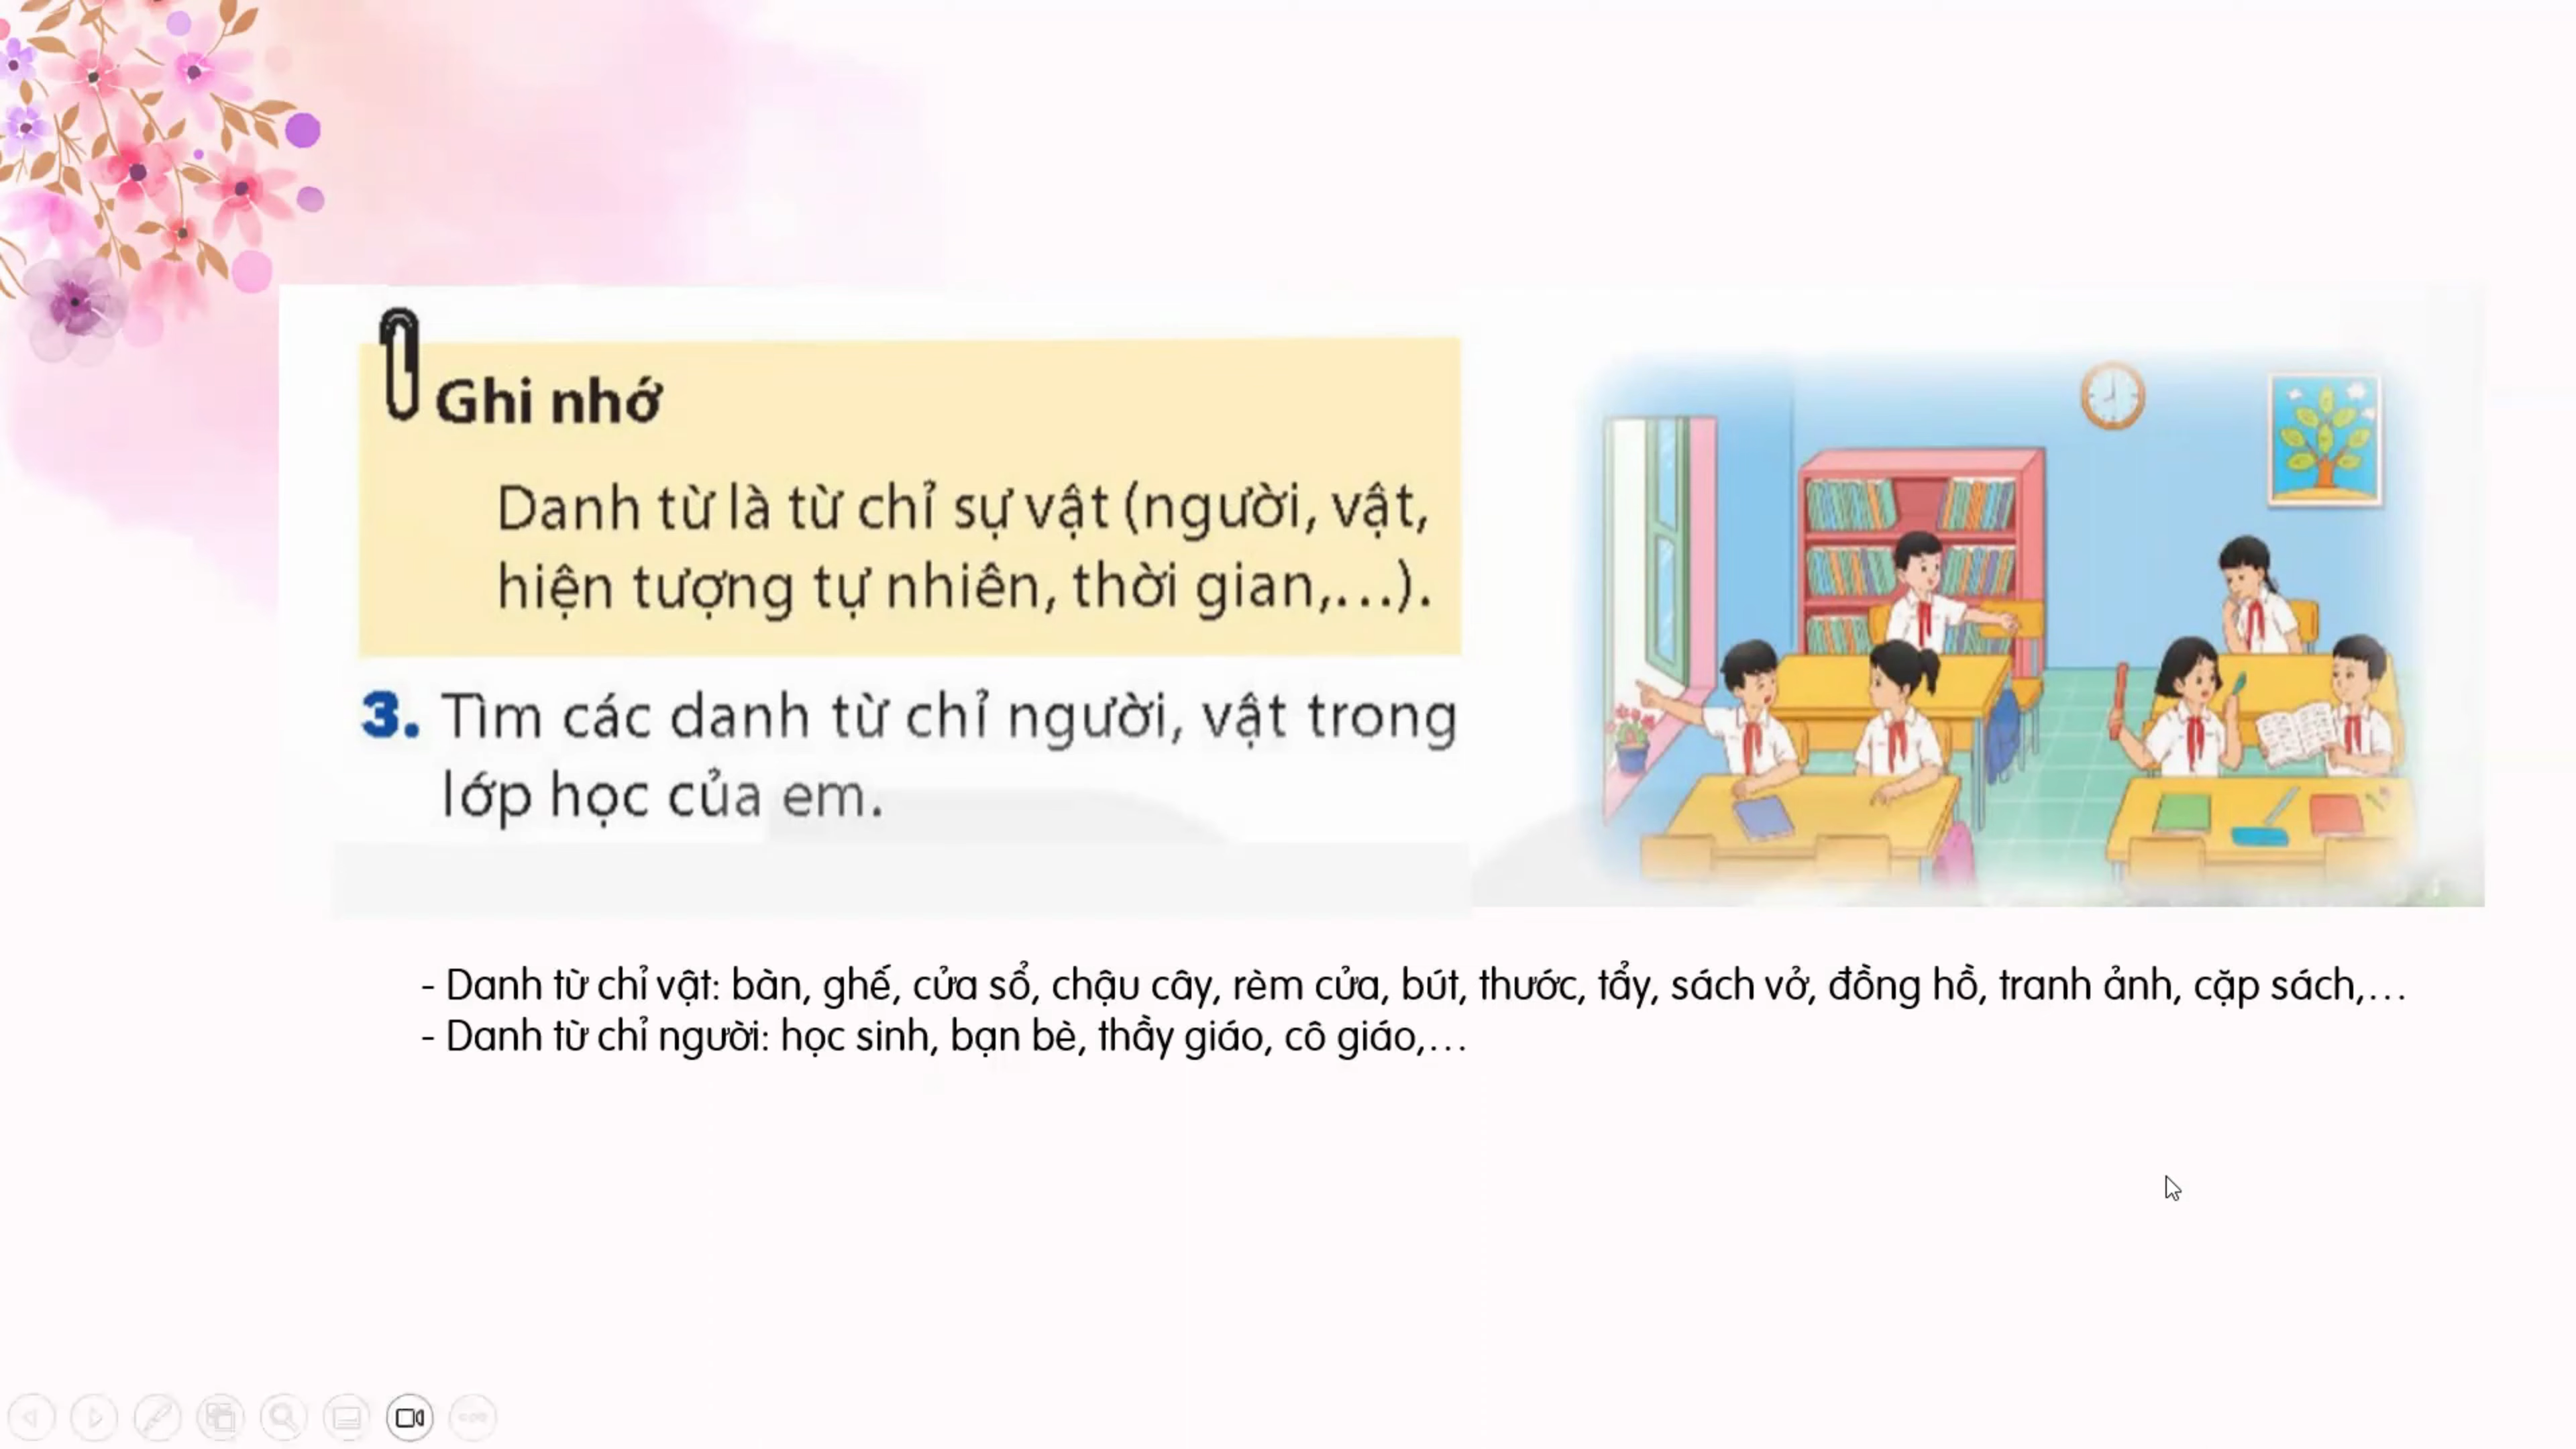 Ghi nhớ
Danh từ là từ chỉ sự vật (người, vật,
hiện tượng tự nhiên, thời gian,...).
3. Tìm các danh từ chỉ người, vật trong
lớp học của em.
- Danh từ chỉ vật: bàn, ghế, cửa sổ, chậu cây, rèm cửa, bút, thước, tẩy, sách vở, đồng hồ, tranh ảnh, cặp sách,...
- Danh từ chỉ người: học sinh, bạn bè, thầy giáo, cô giáo,...